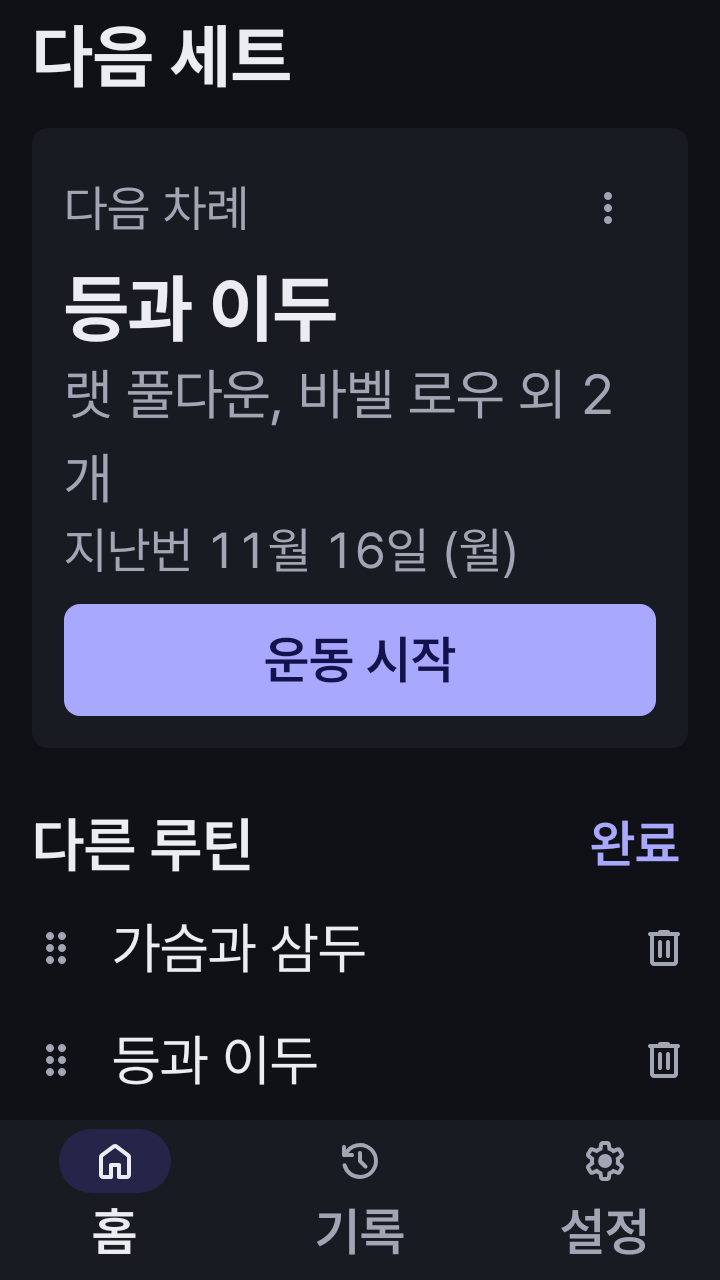 다음 세트
다음 차례
등과 이두
랫 풀다운, 바벨 로우 외 2
개
지난번 11월 16일 (월)
운동 시작
다른 루틴
완료
가슴과 삼두
등과 이두
홈
기록
설정